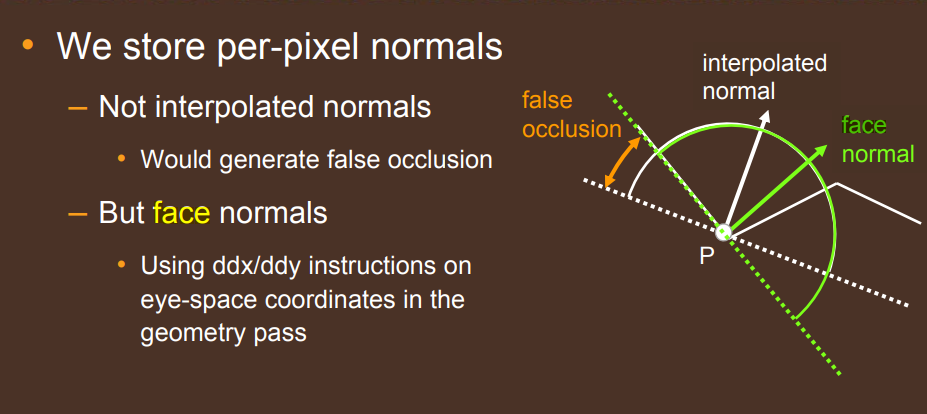 • We store per-pixel normals
– Not interpolated normals
• Would generate false occlusion
– But face normals
• Using ddx/ddy instructions on
eye-space coordinates in the
geometry pass
false
occlusion
interpolated
normal
face
normal
P